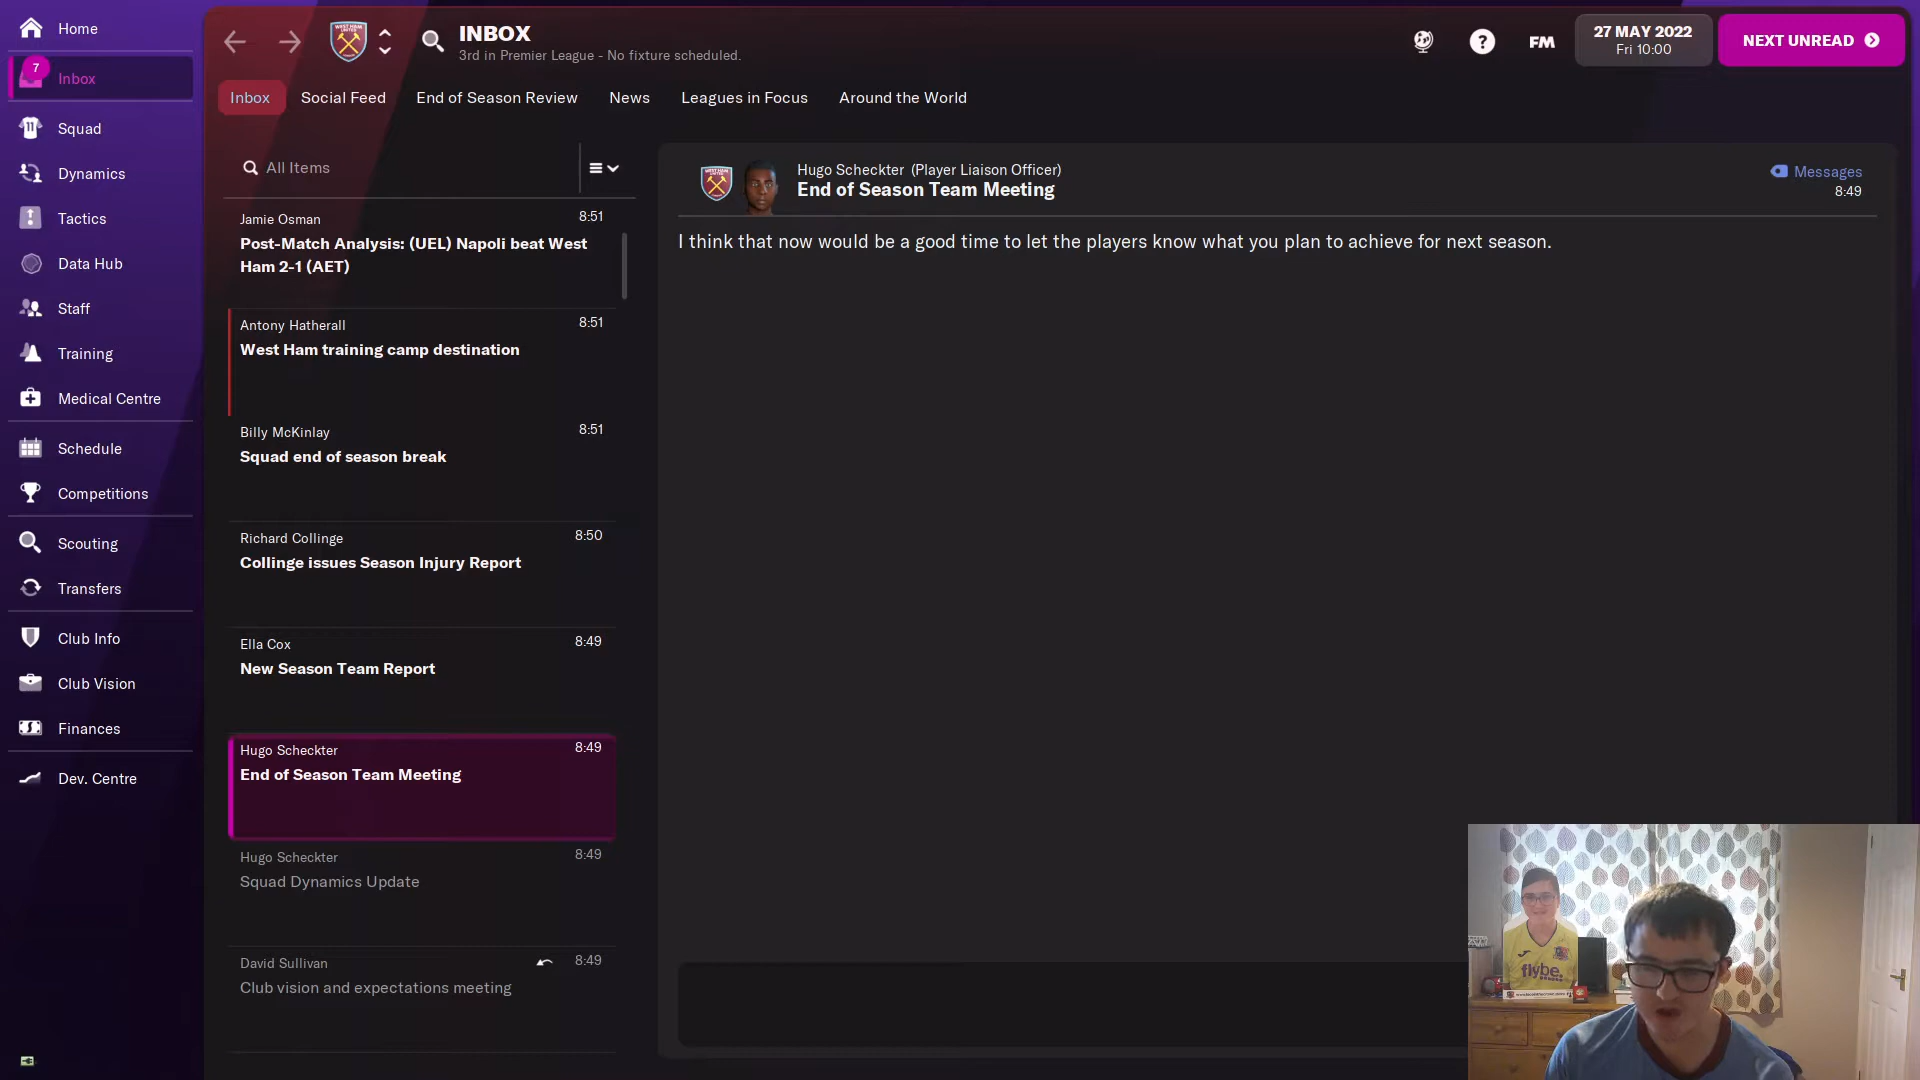 Home
7
Inbox
Squad
Dynamics
Tactics
Data Hub
Staff
Training
Medical Centre
Schedule
Competitions
Scouting
Transfers
Club Info
Club Vision
Finances
Dev. Centre
INBOX
3rd in Premier League - No fixture scheduled.
FM
27 MAY 2022
Fri 10:00
NEXT UNREAD
Inbox Social Feed End of Season Review News Leagues in Focus Around the World
All Items
Jamie Osman 8:51
Post-Match Analysis: (UEL) Napoli beat West
Ham 2-1 (AET)
Antony Hatherall 8:51
West Ham training camp destination
Billy McKinlay 8:51
Squad end of season break
Richard Collinge 8:50
Collinge issues Season Injury Report
Ella Cox 8:49
New Season Team Report
Hugo Scheckter 8:49
End of Season Team Meeting
Hugo Scheckter 8:49
Squad Dynamics Update
David Sullivan 8:49
Club vision and expectations meeting
Hugo Scheckter (Player Liaison Officer)
End of Season Team Meeting
Messages
8:49
I think that now would be a good time to let the players know what you plan to achieve for next season.
flybe.